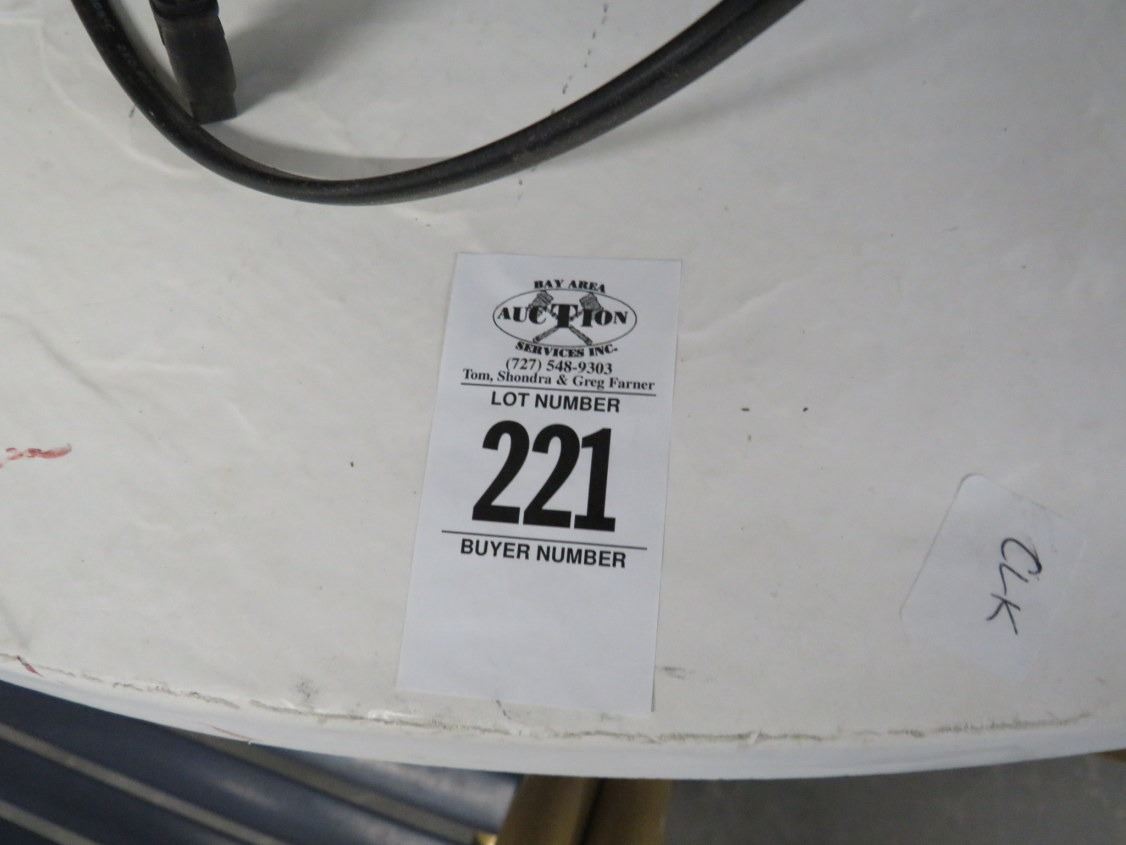 BAY AREA
AUCTION
SERVICES INC.
(727) 548-9303
Tom, Shondra & Greg Farner
LOT NUMBER
221
BUYER NUMBER
CLK